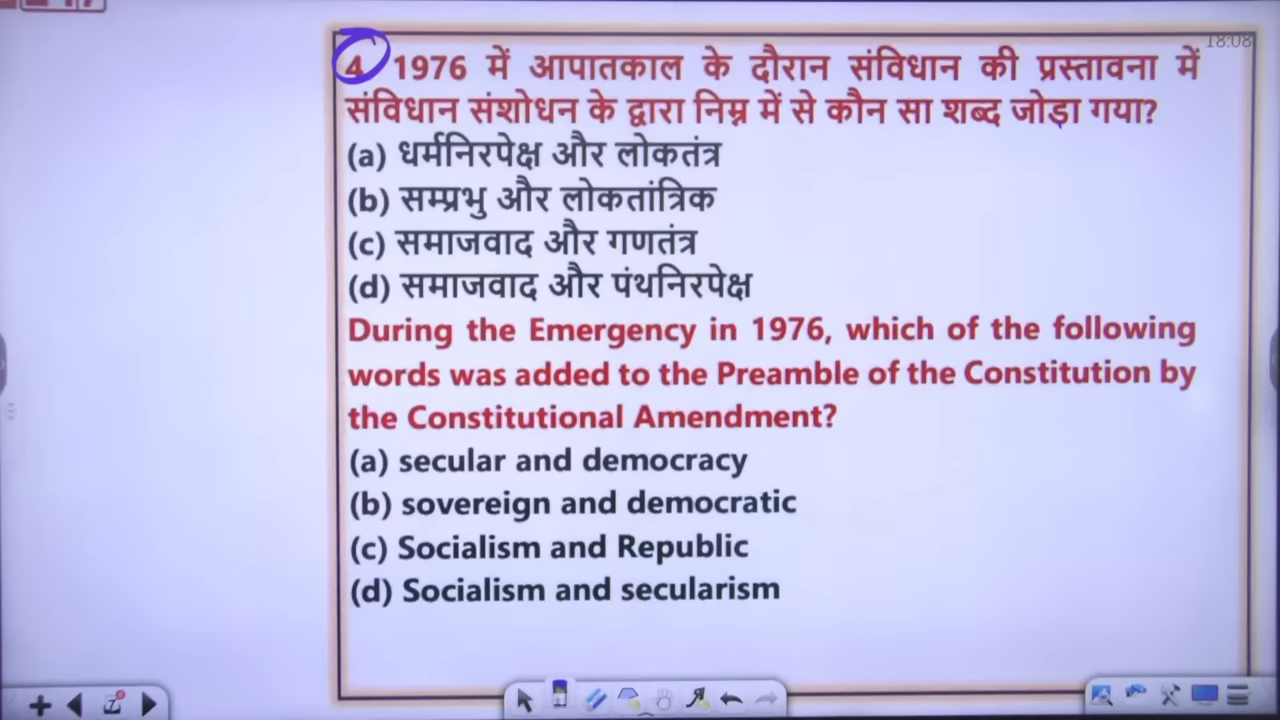 18:08
4 1976 में आपातकाल के दौरान संविधान की प्रस्तावना में
संविधान संशोधन के द्वारा निम्न में से कौन सा शब्द जोड़ा गया?
(a) धर्मनिरपेक्ष और लोकतंत्र
(b) सम्प्रभु और लोकतांत्रिक
(c) समाजवाद और गणतंत्र
(d) समाजवाद और पंथनिरपेक्ष
During the Emergency in 1976, which of the following
words was added to the Preamble of the Constitution by
the Constitutional Amendment?
(a) secular and democracy
(b) sovereign and democratic
(c) Socialism and Republic
(d) Socialism and secularism